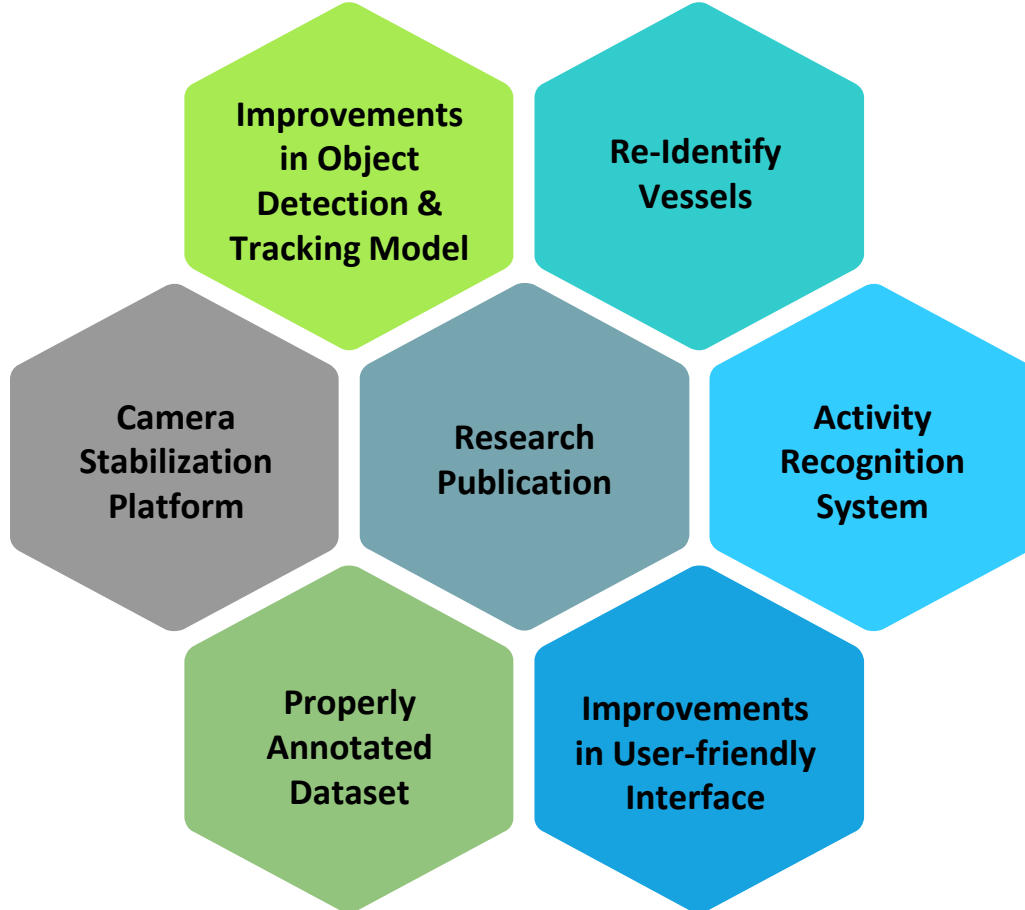 Improvements
in Object
Detection &
Tracking Model
Re-Identify
Vessels
Camera
Stabilization
Platform
Research
Publication
Activity
Recognition
System
Properly
Annotated
Dataset
Improvements
in User-friendly
Interface